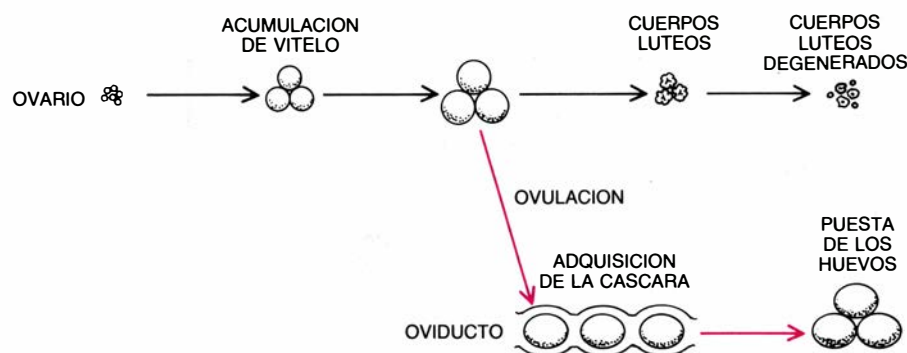 ACUMULACION
DE VITELO
CUERPOS
LUTEOS
CUERPOS
LUTEOS
DEGENERADOS
OVARIO
OVULACION
ADQUISICION
DE LA CASCARA
PUESTA
DE LOS
HUEVOS
OVIDUCTO